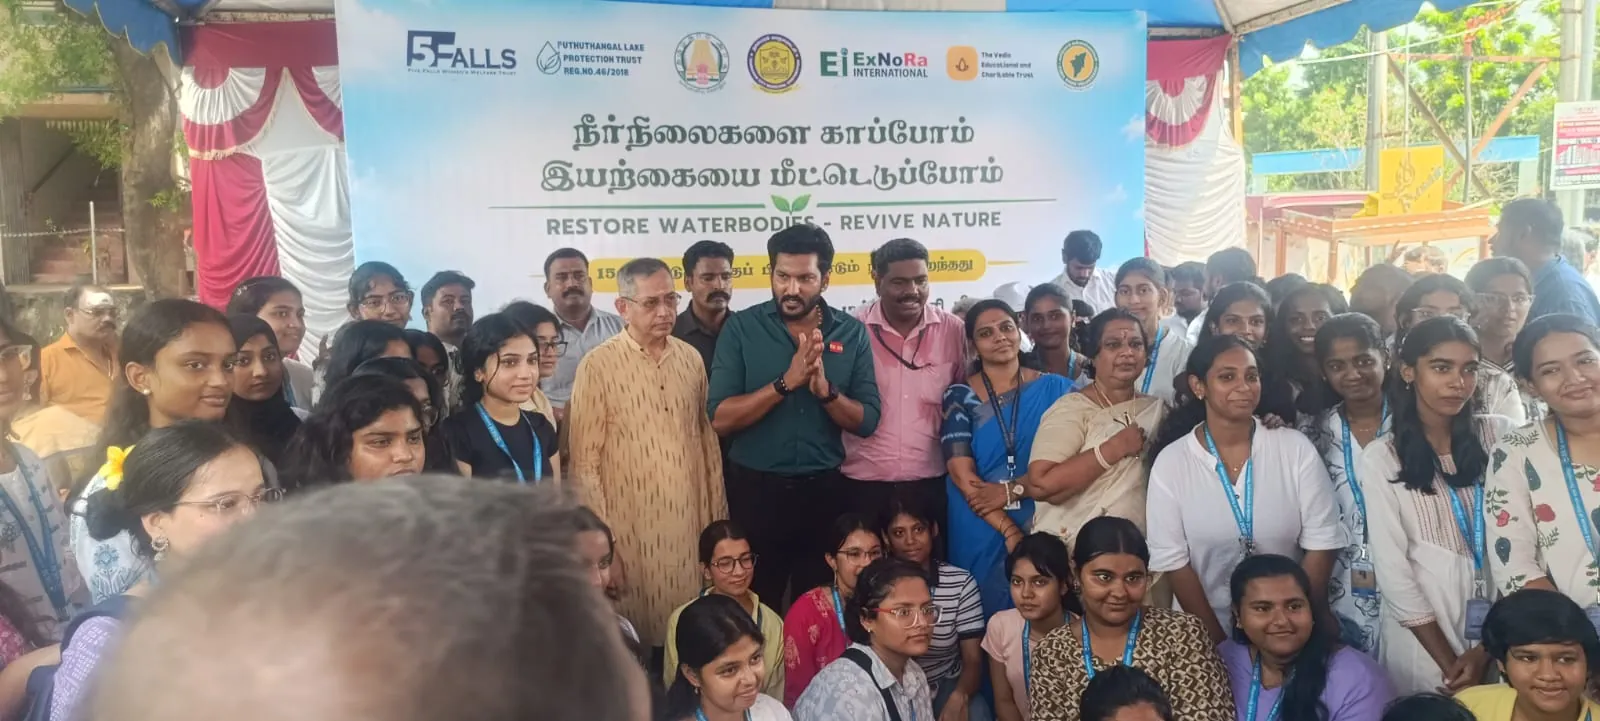 5FALLS
FIVE FALLS WOMEN'S WELFARE TRUST
PUTHUTHANGAL LAKE
PROTECTION TRUST
REG.NO.46/2018
Ei ExNoRa
INTERNATIONAL
The Vedic
Educational and
Charitable Trust
நீர்நிலைகளை காப்போம்
இயற்கையை மீட்டெடுப்போம்
RESTORE WATERBODIES - REVIVE NATURE